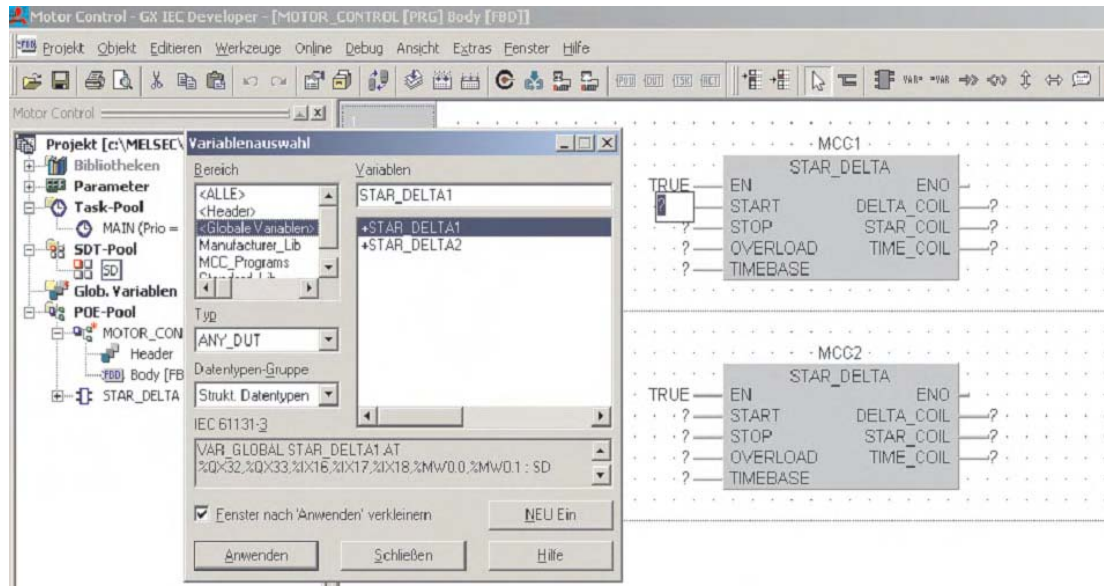 Motor Control - GX IEC Developer - [MOTOR_CONTROL [PRG] Body [FBD]]
Projekt Objekt Editieren Werkzeuge Online Debug Ansicht Extras Fenster Hilfe
Motor Control
Projekt [c:\MELSEC\
Bibliotheken
Parameter
Task-Pool
MAIN (Prio =
SDT-Pool
SD
Glob. Variablen
POE-Pool
MOTOR_CON
Header
Body [FB
STAR_DELTA
Variablenauswahl
Bereich
<ALLE>
<Header>
<Globale Variablen>
Manufacturer_Lib
MCC_Programs
Typ
ANY_DUT
Datentypen-Gruppe
Strukt. Datentypen
Variablen
STAR_DELTA1
+STAR_DELTA1
+STAR_DELTA2
IEC 61131-3
VAR_GLOBAL STAR_DELTA1 AT
%QX32,%QX33,%IX16,%IX17,%IX18,%MW0.0,%MW0.1 : SD
Fenster nach 'Anwenden' verkleinern
NEU Ein
Anwenden
Schließen
Hilfe
MCC1
STAR_DELTA
TRUE EN ENO
? START DELTA_COIL ?
? STOP STAR_COIL ?
? OVERLOAD TIME_COIL ?
? TIMEBASE
MCC2
STAR_DELTA
TRUE EN ENO
? START DELTA_COIL ?
? STOP STAR_COIL ?
? OVERLOAD TIME_COIL ?
? TIMEBASE